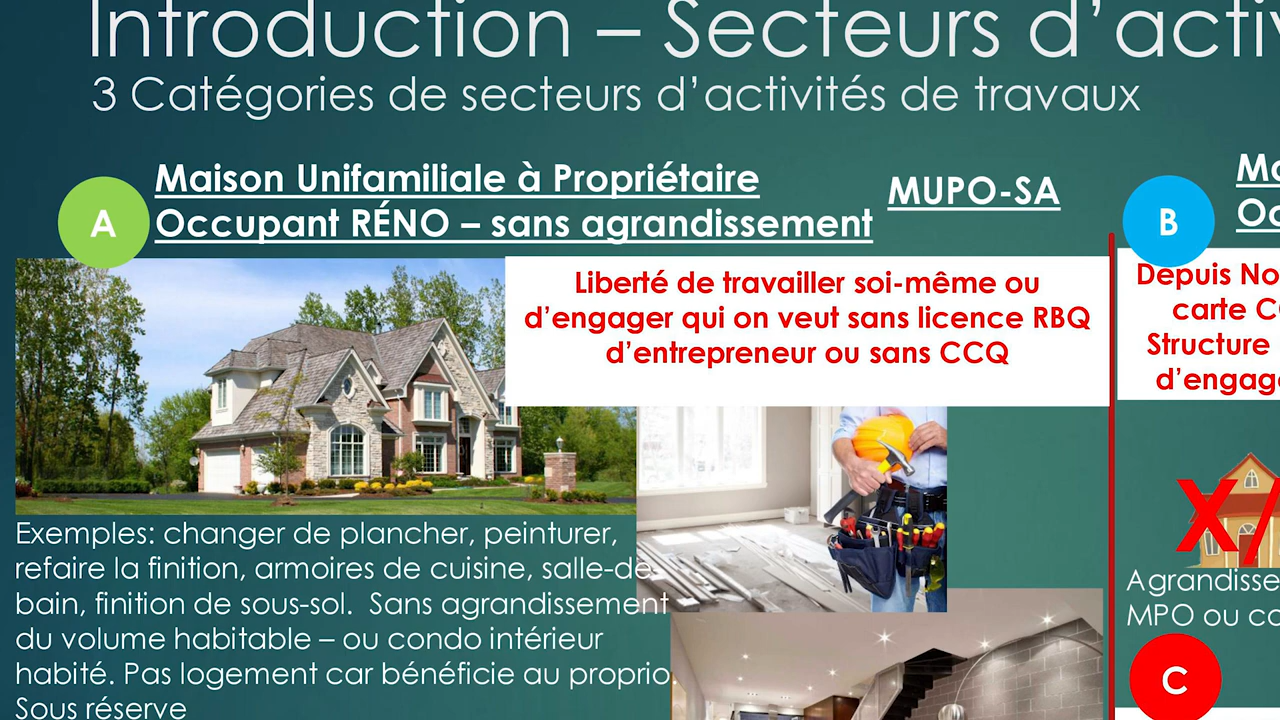 Introduction – Secteurs d’activ
3 Catégories de secteurs d’activités de travaux
A
Maison Unifamiliale à Propriétaire
Occupant RÉNO – sans agrandissement
MUPO-SA
Liberté de travailler soi-même ou
d’engager qui on veut sans licence RBQ
d’entrepreneur ou sans CCQ
Exemples: changer de plancher, peinturer,
refaire la finition, armoires de cuisine, salle-de
bain, finition de sous-sol. Sans agrandissement
du volume habitable – ou condo intérieur
habité. Pas logement car bénéficie au proprio.
Sous réserve
B
Ma
Oc
Depuis No
carte C
Structure
d’engag
X/
Agrandisse
MPO ou co
C